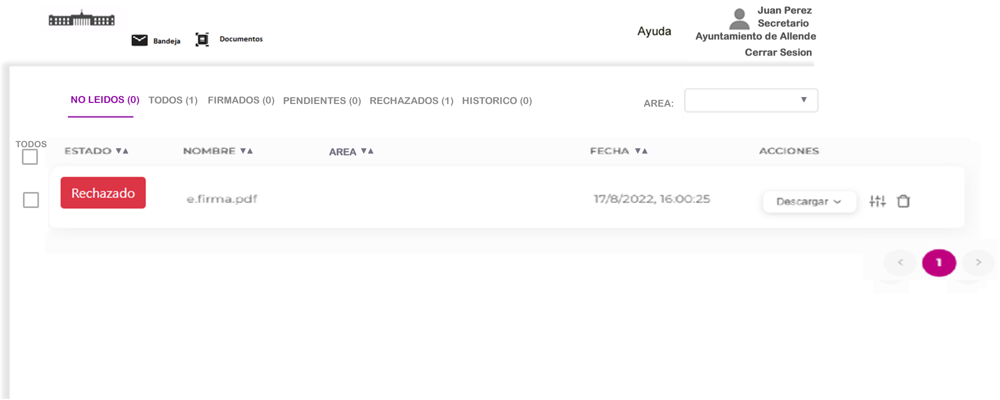 Juan Perez
Secretario
Ayuda
Ayuntamiento de Allende
Bandeja
Documentos
Cerrar Sesion
NO LEIDOS (0) TODOS (1) FIRMADOS (0) PENDIENTES (0) RECHAZADOS (1) HISTORICO (0)
AREA: ▼
TODOS
ESTADO ▼▲ NOMBRE ▼▲ AREA ▼▲ FECHA ▼▲ ACCIONES
Rechazado e.firma.pdf 17/8/2022, 16:00:25 Descargar
< 1 >